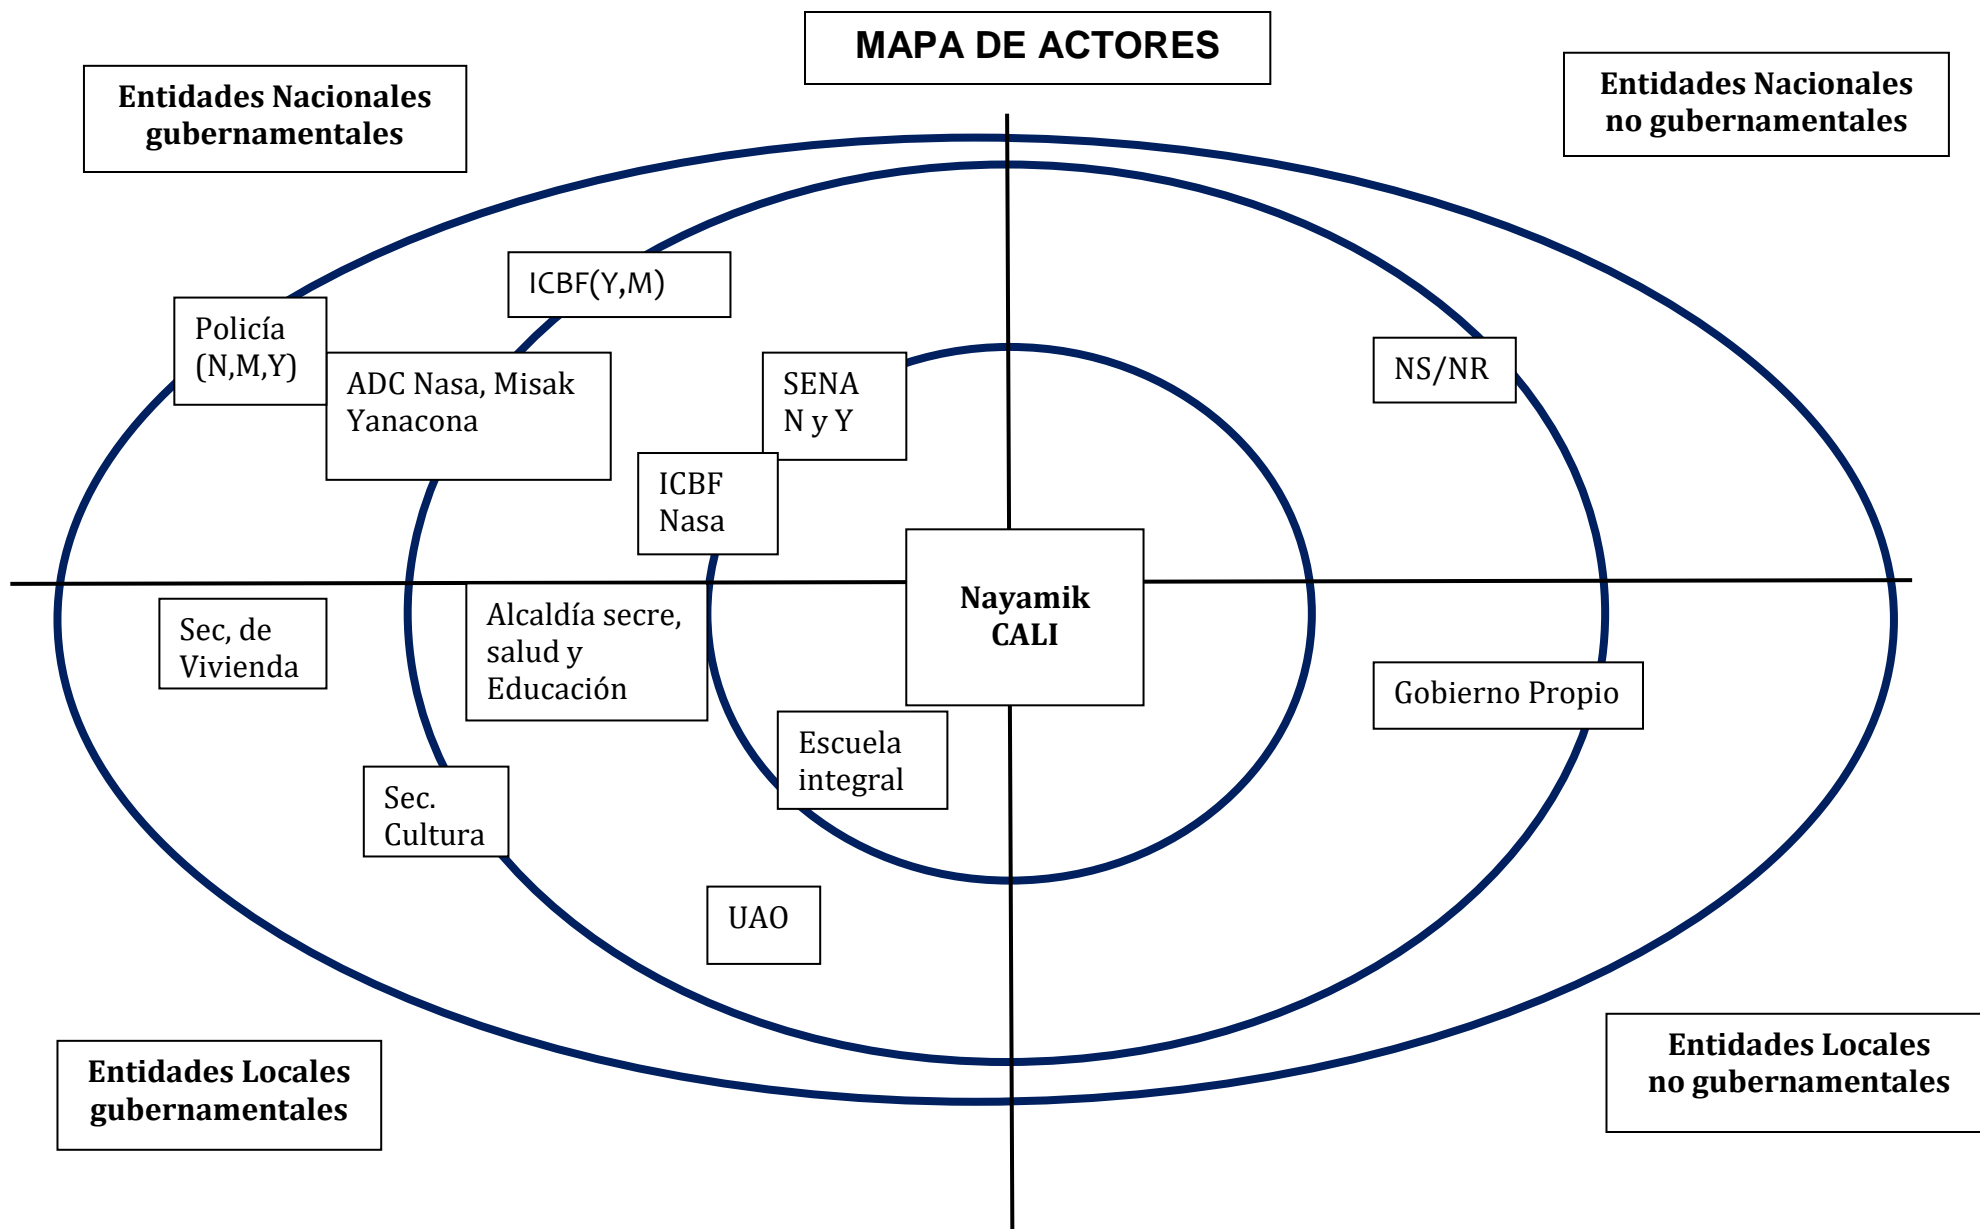 MAPA DE ACTORES
Entidades Nacionales
gubernamentales
Entidades Nacionales
no gubernamentales
ICBF(Y,M)
Policía
(N,M,Y)
ADC Nasa, Misak
Yanacona
SENA
N y Y
NS/NR
ICBF
Nasa
Nayamik
CALI
Sec, de
Vivienda
Alcaldía secre,
salud y
Educación
Gobierno Propio
Escuela
integral
Sec.
Cultura
UAO
Entidades Locales
gubernamentales
Entidades Locales
no gubernamentales